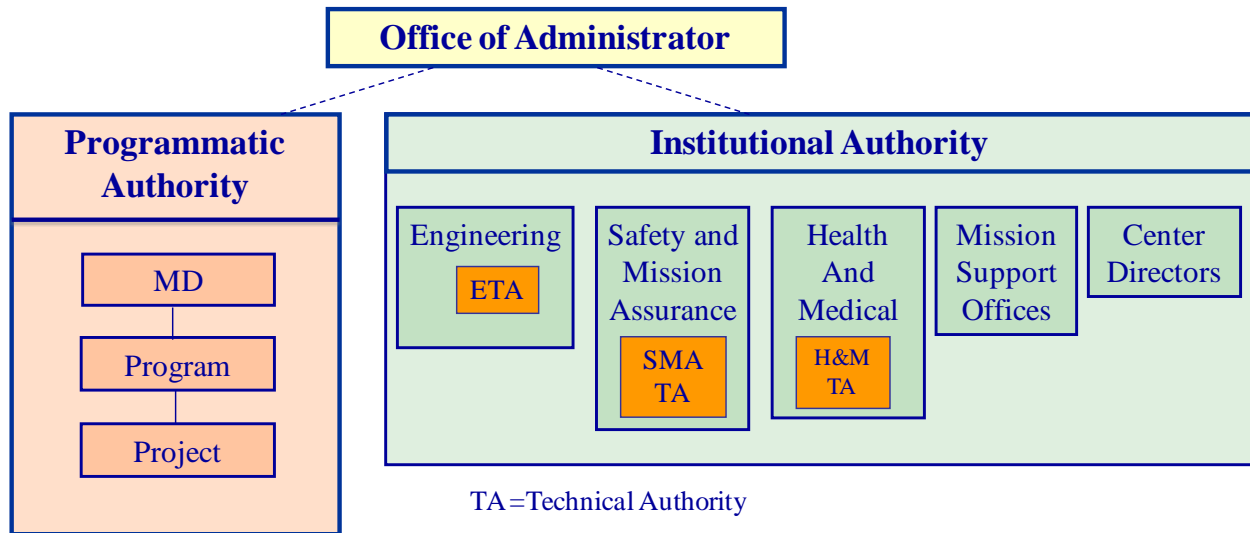 Office of Administrator
Programmatic
Authority
MD
Program
Project
Institutional Authority
Engineering
ETA
Safety and
Mission
Assurance
SMA
TA
Health
And
Medical
H&M
TA
Mission
Support
Offices
Center
Directors
TA=Technical Authority